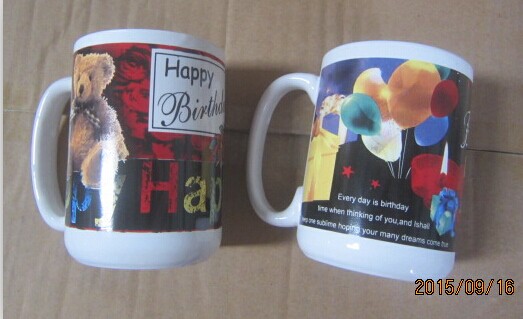 Happy
Birthd
py Hap
Every day is birthday
time when thinking of you,and Ishall
one sublime hoping your many dreams come true
2015/09/16